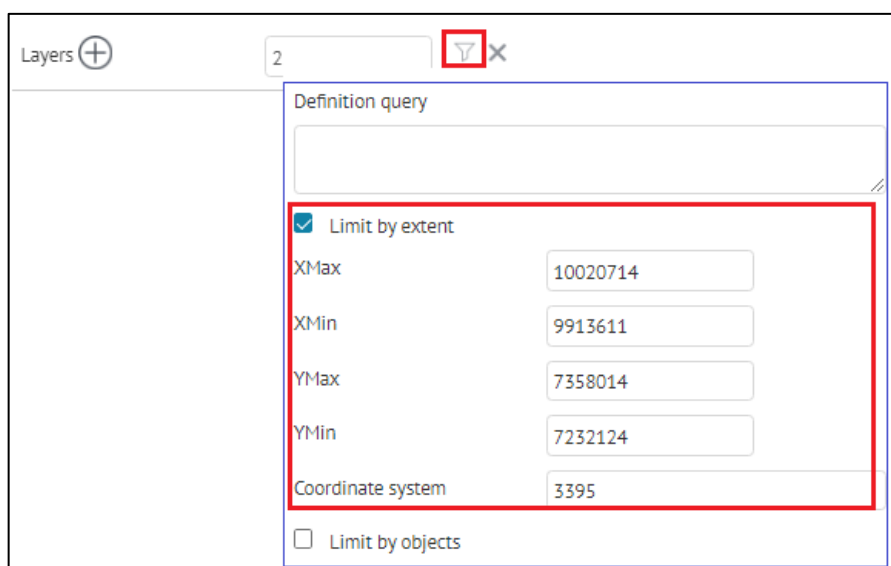 Layers 2
Definition query
Limit by extent
XMax 10020714
XMin 9913611
YMax 7358014
YMin 7232124
Coordinate system 3395
Limit by objects